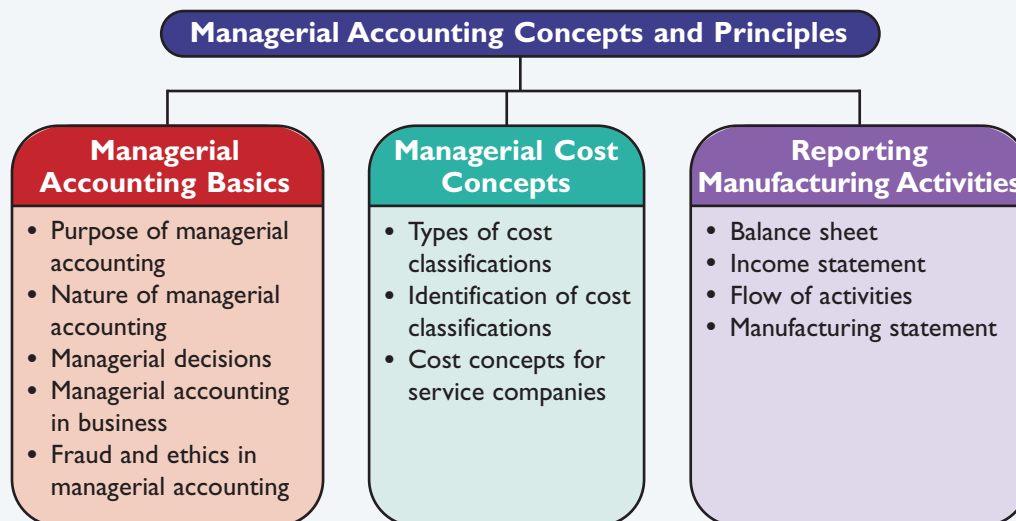 Managerial Accounting Concepts and Principles
Managerial
Accounting Basics
• Purpose of managerial
accounting
• Nature of managerial
accounting
• Managerial decisions
• Managerial accounting
in business
• Fraud and ethics in
managerial accounting
Managerial Cost
Concepts
• Types of cost
classifications
• Identification of cost
classifications
• Cost concepts for
service companies
Reporting
Manufacturing Activities
• Balance sheet
• Income statement
• Flow of activities
• Manufacturing statement